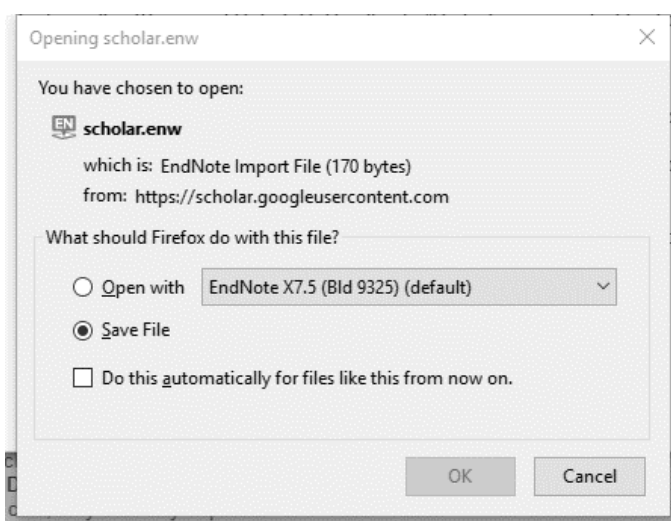 Opening scholar.enw
You have chosen to open:
EN scholar.enw
which is: EndNote Import File (170 bytes)
from: https://scholar.googleusercontent.com
What should Firefox do with this file?
Open with EndNote X7.5 (Bld 9325) (default)
Save File
Do this automatically for files like this from now on.
OK Cancel